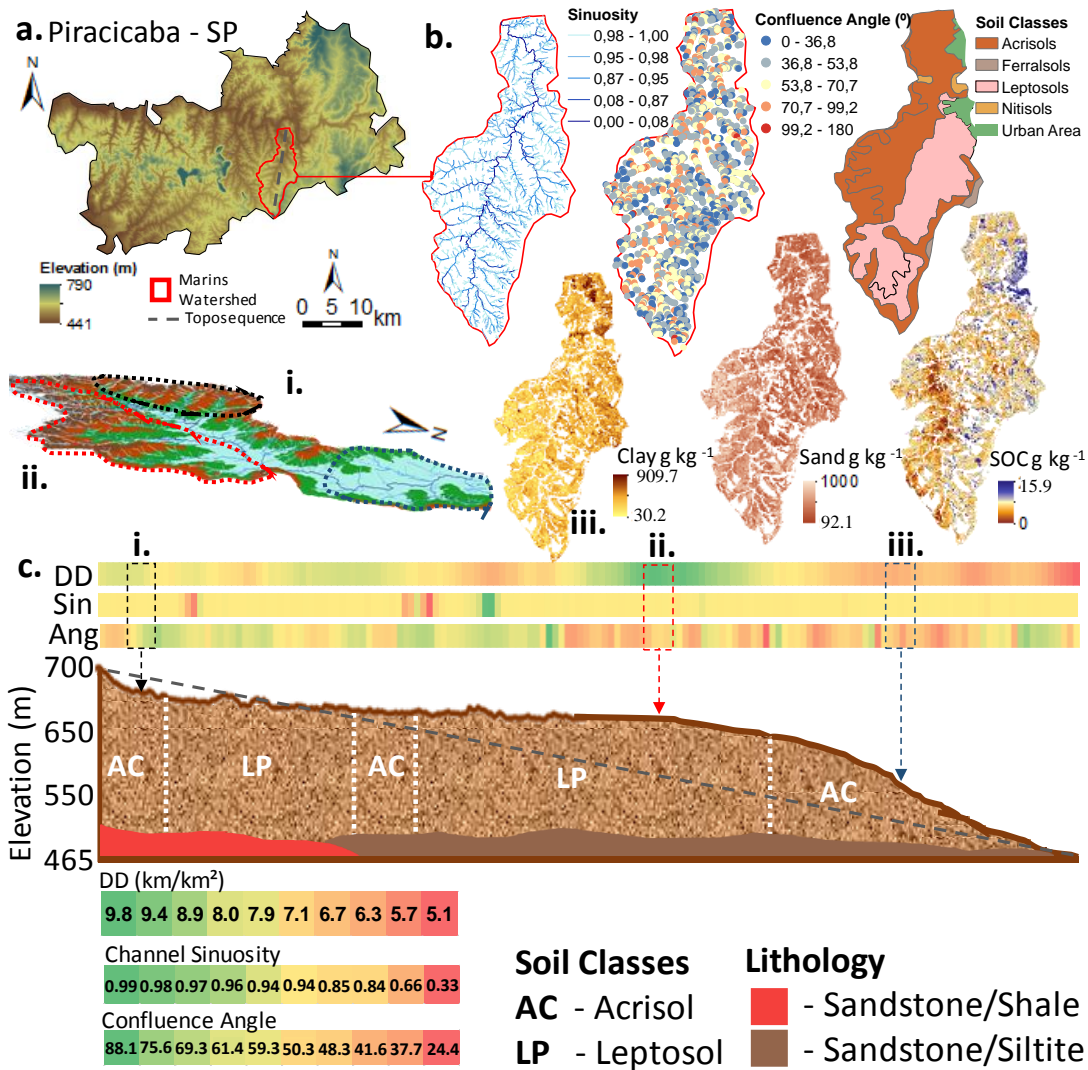 a. Piracicaba - SP
N
Elevation (m)
790
441
Marins
Watershed
Toposequence
N
0 5 10
km
b.
Sinuosity
0,98 - 1,00
0,95 - 0,98
0,87 - 0,95
0,08 - 0,87
0,00 - 0,08
Confluence Angle (º)
0 - 36,8
36,8 - 53,8
53,8 - 70,7
70,7 - 99,2
99,2 - 180
Soil Classes
Acrisols
Ferralsols
Leptosols
Nitisols
Urban Area
i.
ii.
N
iii.
Clay g kg -1
909.7
30.2
Sand g kg -1
1000
92.1
SOC g kg -1
15.9
0
c.
i.
ii.
iii.
DD
Sin
Ang
Elevation (m)
700
650
550
465
AC
LP
AC
LP
AC
DD (km/km²)
9.8 9.4 8.9 8.0 7.9 7.1 6.7 6.3 5.7 5.1
Channel Sinuosity
0.99 0.98 0.97 0.96 0.94 0.94 0.85 0.84 0.66 0.33
Confluence Angle
88.1 75.6 69.3 61.4 59.3 50.3 48.3 41.6 37.7 24.4
Soil Classes
AC - Acrisol
LP - Leptosol
Lithology
- Sandstone/Shale
- Sandstone/Siltite